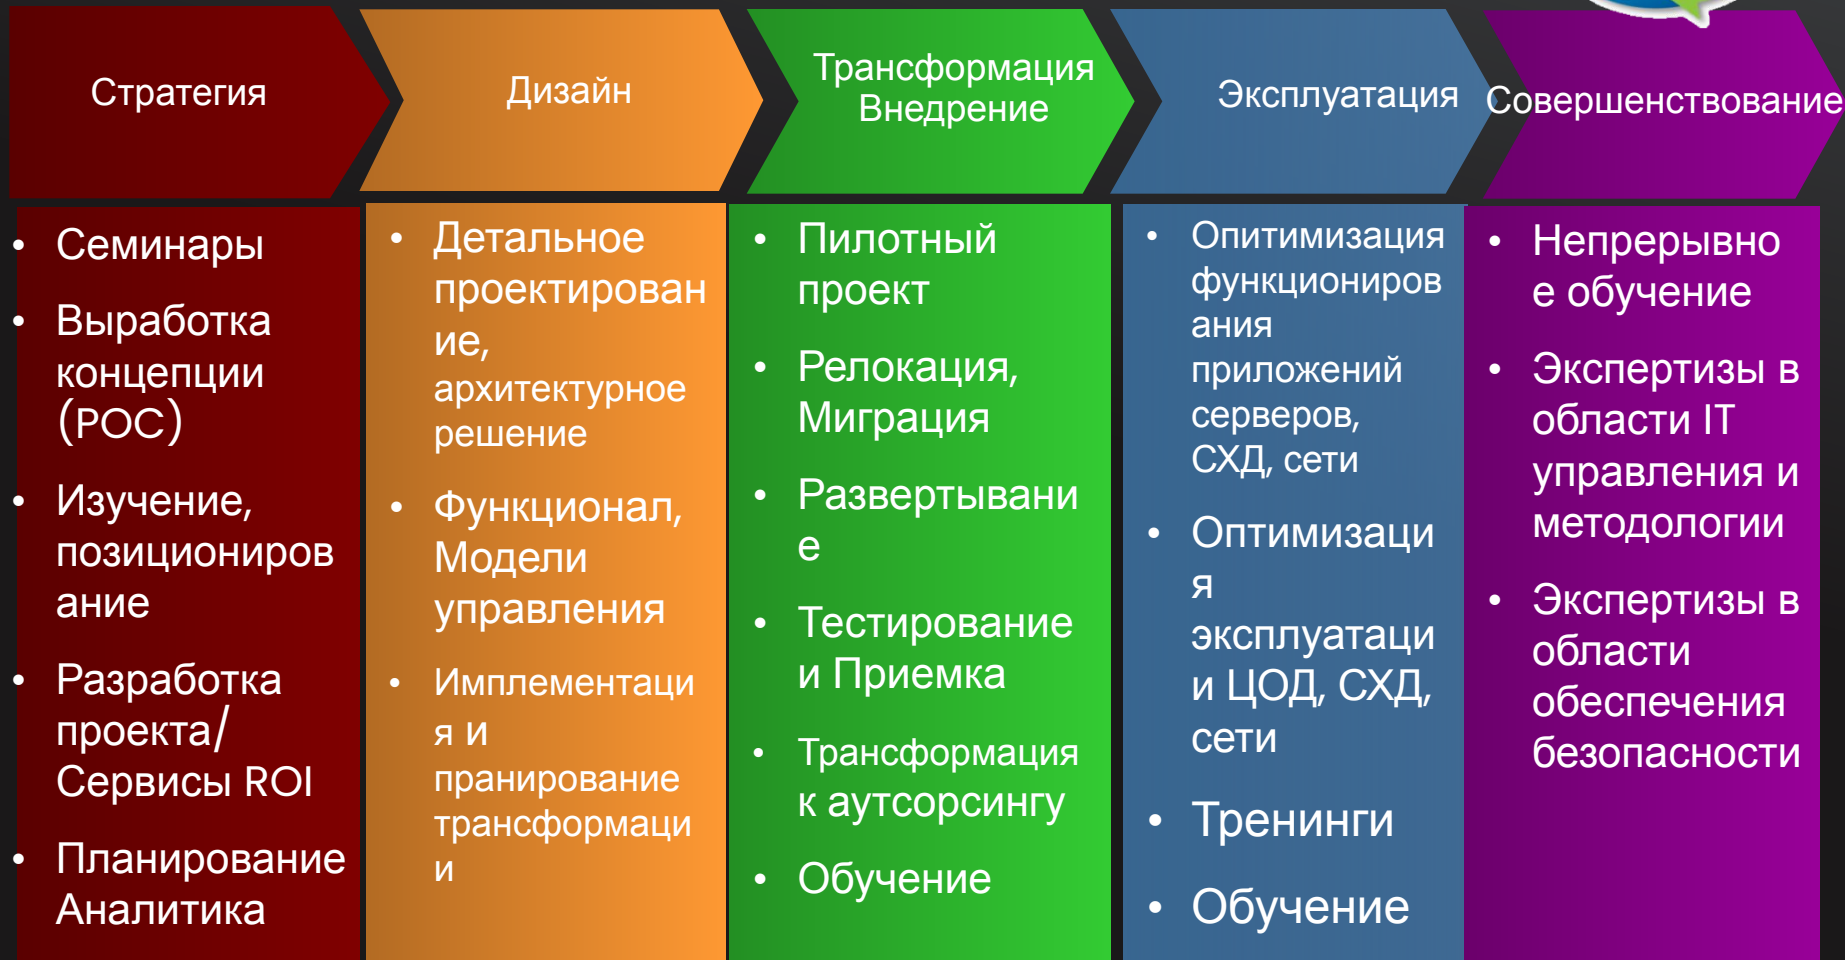 Стратегия
Дизайн
Трансформация
Внедрение
Эксплуатация
Совершенствование
• Семинары
• Выработка
концепции
(POC)
• Изучение,
позициониров
ание
• Разработка
проекта/
Сервисы ROI
• Планирование
Аналитика
• Детальное
проектирован
ие,
архитектурное
решение
• Функционал,
Модели
управления
• Имплементаци
я и
пранирование
трансформаци
и
• Пилотный
проект
• Релокация,
Миграция
• Развертывани
е
• Тестирование
и Приемка
• Трансформация
к аутсорсингу
• Обучение
• Опитимизация
функциониров
ания
приложений
серверов,
СХД, сети
• Оптимизаци
я
эксплуатаци
и ЦОД, СХД,
сети
• Тренинги
• Обучение
• Непрерывно
е обучение
• Экспертизы в
области IT
управления и
методологии
• Экспертизы в
области
обеспечения
безопасности